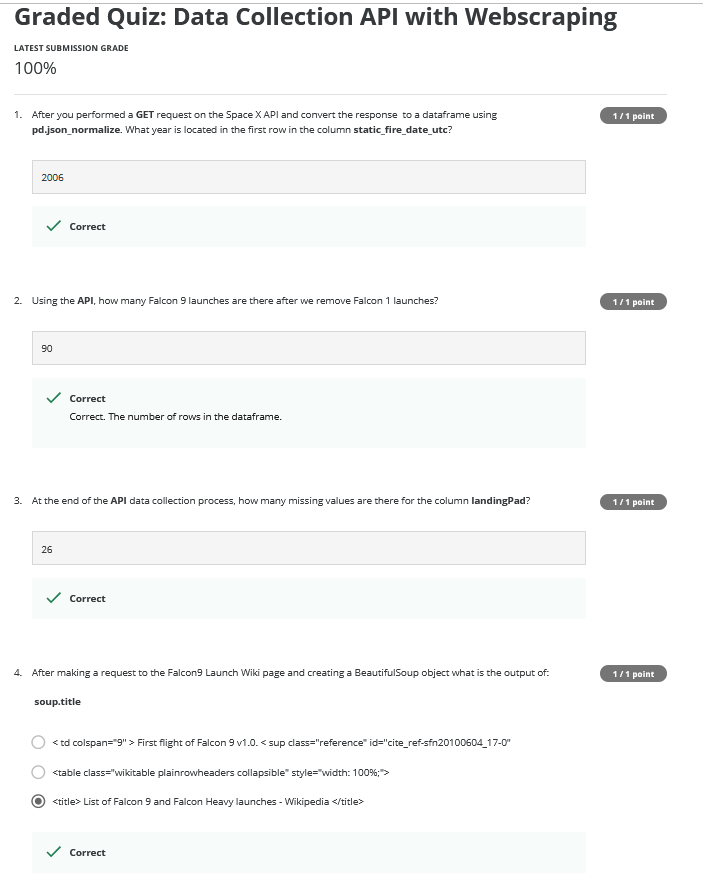 Graded Quiz: Data Collection API with Webscraping
LATEST SUBMISSION GRADE
100%
1. After you performed a GET request on the Space X API and convert the response to a dataframe using
pd.json_normalize. What year is located in the first row in the column static_fire_date_utc?
1 / 1 point
2006
Correct
2. Using the API, how many Falcon 9 launches are there after we remove Falcon 1 launches?
1 / 1 point
90
Correct
Correct. The number of rows in the dataframe.
3. At the end of the API data collection process, how many missing values are there for the column landingPad?
1 / 1 point
26
Correct
4. After making a request to the Falcon9 Launch Wiki page and creating a BeautifulSoup object what is the output of:
1 / 1 point
soup.title
< td colspan="9" > First flight of Falcon 9 v1.0. < sup class="reference" id="cite_ref-sfn20100604_17-0"
<table class="wikitable plainrowheaders collapsible" style="width: 100%;">
<title> List of Falcon 9 and Falcon Heavy launches - Wikipedia </title>
Correct